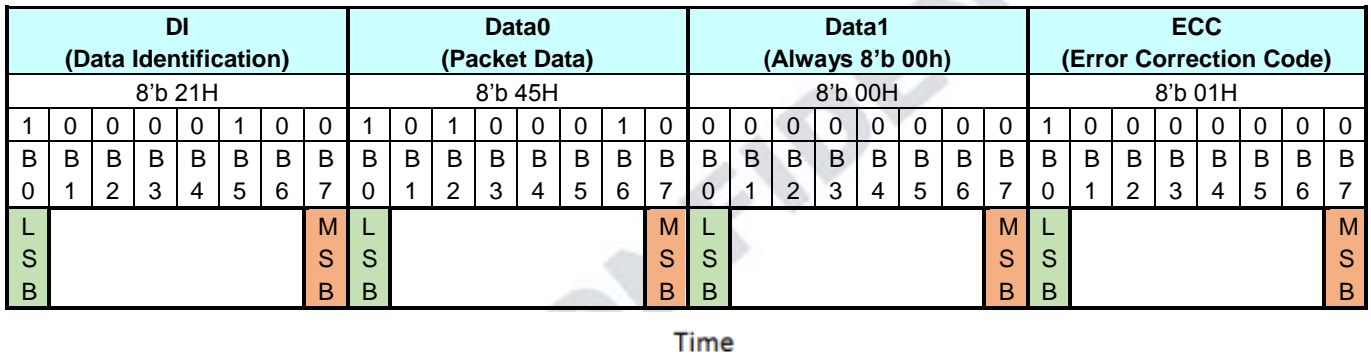 DI Data0 Data1 ECC
(Data Identification) (Packet Data) (Always 8’b 00h) (Error Correction Code)
8’b 21H 8’b 45H 8’b 00H 8’b 01H
1 0 0 0 0 1 0 0 1 0 1 0 0 0 1 0 0 0 0 0 0 0 0 0 1 0 0 0 0 0 0 0
B B B B B B B B B B B B B B B B B B B B B B B B B B B B B B B B
0 1 2 3 4 5 6 7 0 1 2 3 4 5 6 7 0 1 2 3 4 5 6 7 0 1 2 3 4 5 6 7
L M L M L M L M
S S S S S S S S
B B B B B B B B
Time